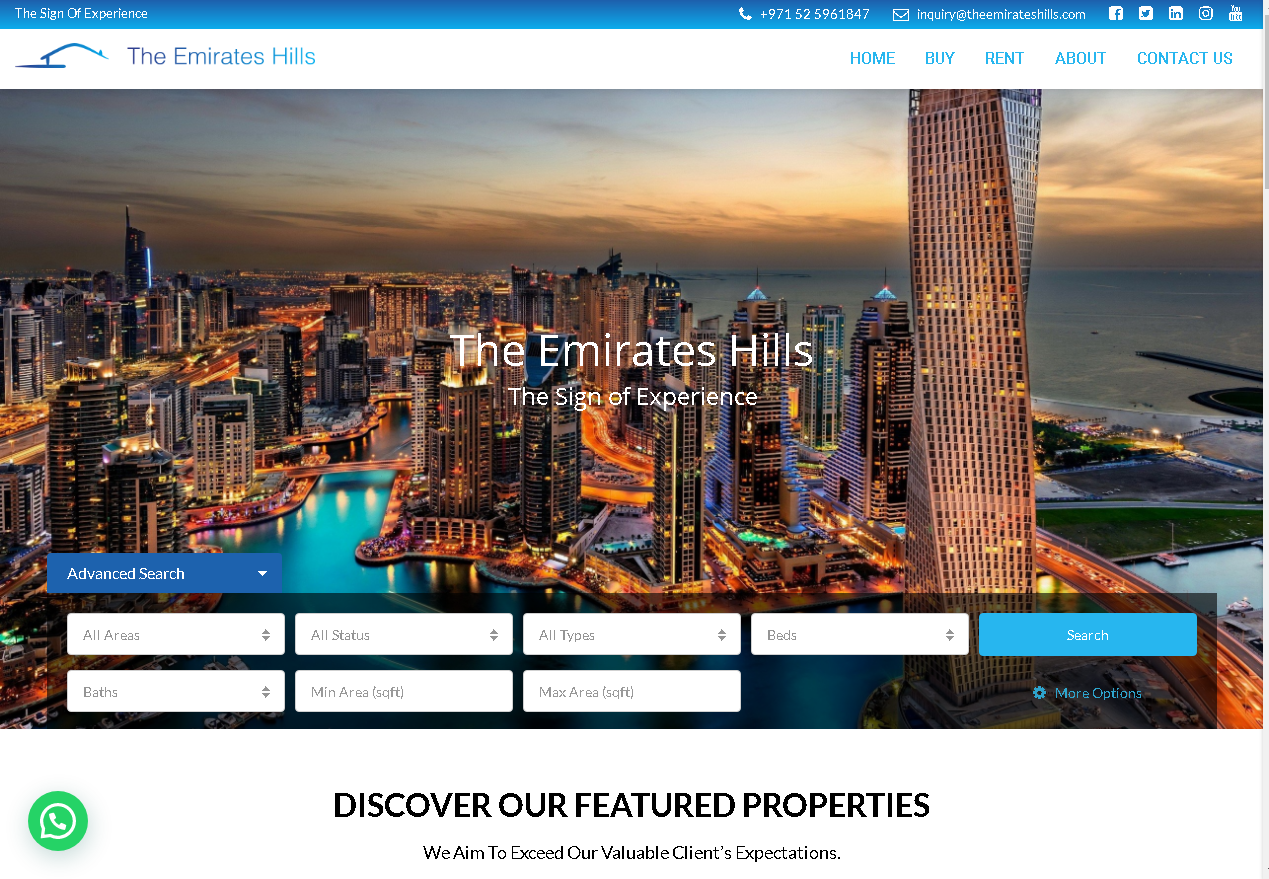 The Sign Of Experience
+971 52 5961847
inquiry@theemirateshills.com
You
Tube
The Emirates Hills
HOME
BUY
RENT
ABOUT
CONTACT US
The Emirates Hills
The Sign of Experience
Advanced Search
All Areas
All Status
All Types
Beds
Search
Baths
Min Area (sqft)
Max Area (sqft)
More Options
DISCOVER OUR FEATURED PROPERTIES
We Aim To Exceed Our Valuable Client's Expectations.